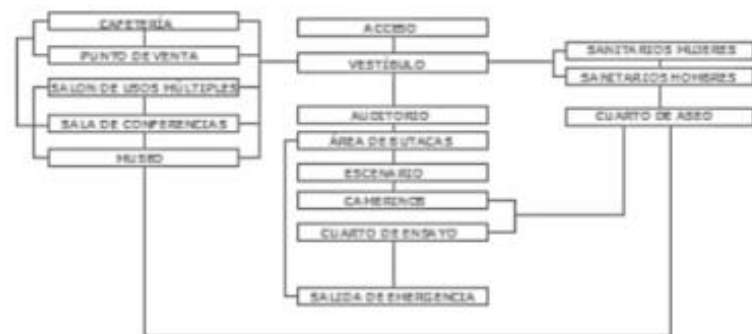 CAFETERÍA
PUNTO DE VENTA
SALON DE USOS MÚLTIPLES
SALA DE CONFERENCIAS
MUSEO
ACCESO
VESTÍBULO
AUDITORIO
ÁREA DE BUTACAS
ESCENARIO
CAMERINOS
CUARTO DE ENSAYO
SALIDA DE EMERGENCIA
SANITARIOS MUJERES
SANITARIOS HOMBRES
CUARTO DE ASEO